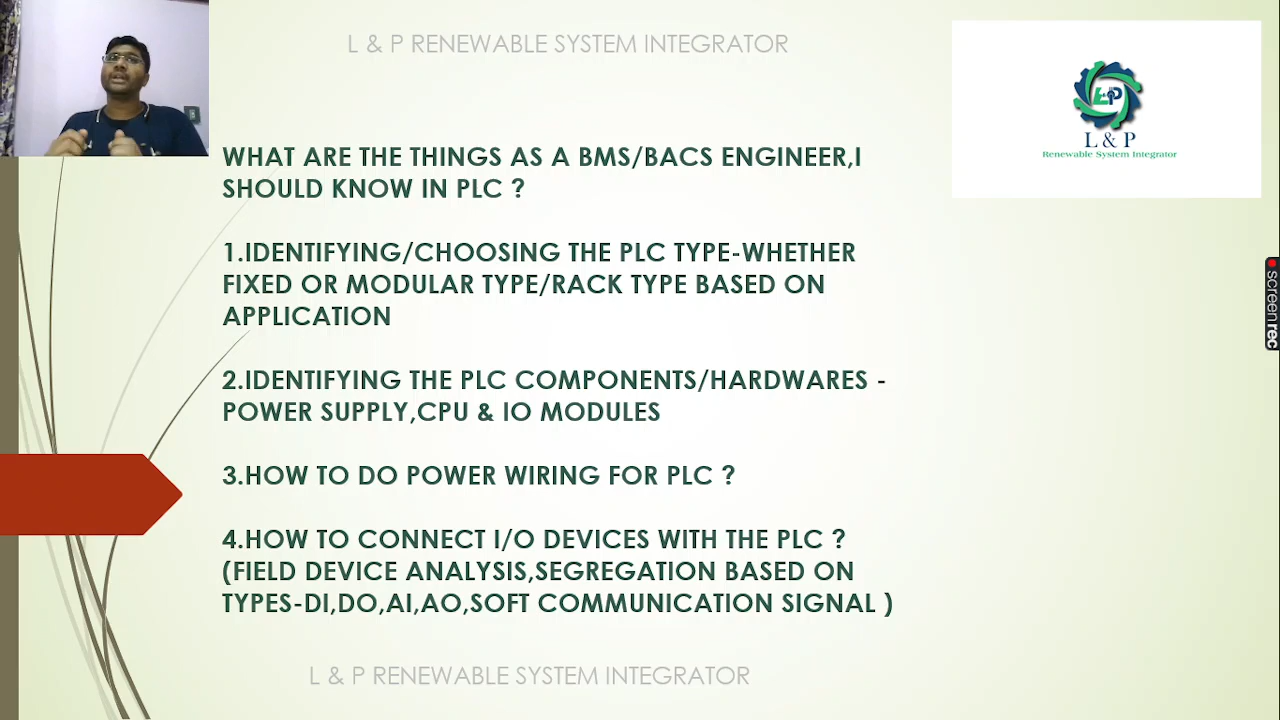 L & P RENEWABLE SYSTEM INTEGRATOR
L & P
Renewable System Integrator
WHAT ARE THE THINGS AS A BMS/BACS ENGINEER,I
SHOULD KNOW IN PLC ?
1.IDENTIFYING/CHOOSING THE PLC TYPE-WHETHER
FIXED OR MODULAR TYPE/RACK TYPE BASED ON
APPLICATION
2.IDENTIFYING THE PLC COMPONENTS/HARDWARES -
POWER SUPPLY,CPU & IO MODULES
3.HOW TO DO POWER WIRING FOR PLC ?
4.HOW TO CONNECT I/O DEVICES WITH THE PLC ?
(FIELD DEVICE ANALYSIS,SEGREGATION BASED ON
TYPES-DI,DO,AI,AO,SOFT COMMUNICATION SIGNAL )
L & P RENEWABLE SYSTEM INTEGRATOR
screenrec